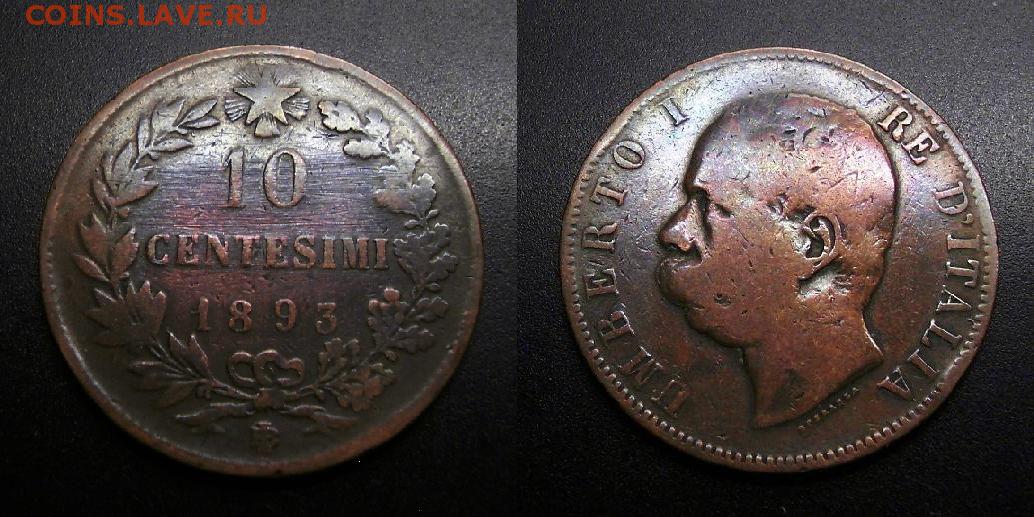 COINS.LAVE.RU
10
CENTESIMI
1893
UMBERTO I RE D'ITALIA